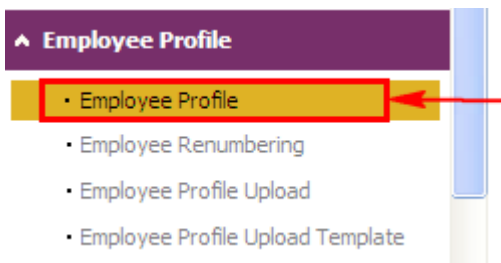 Employee Profile
· Employee Profile
· Employee Renumbering
· Employee Profile Upload
· Employee Profile Upload Template